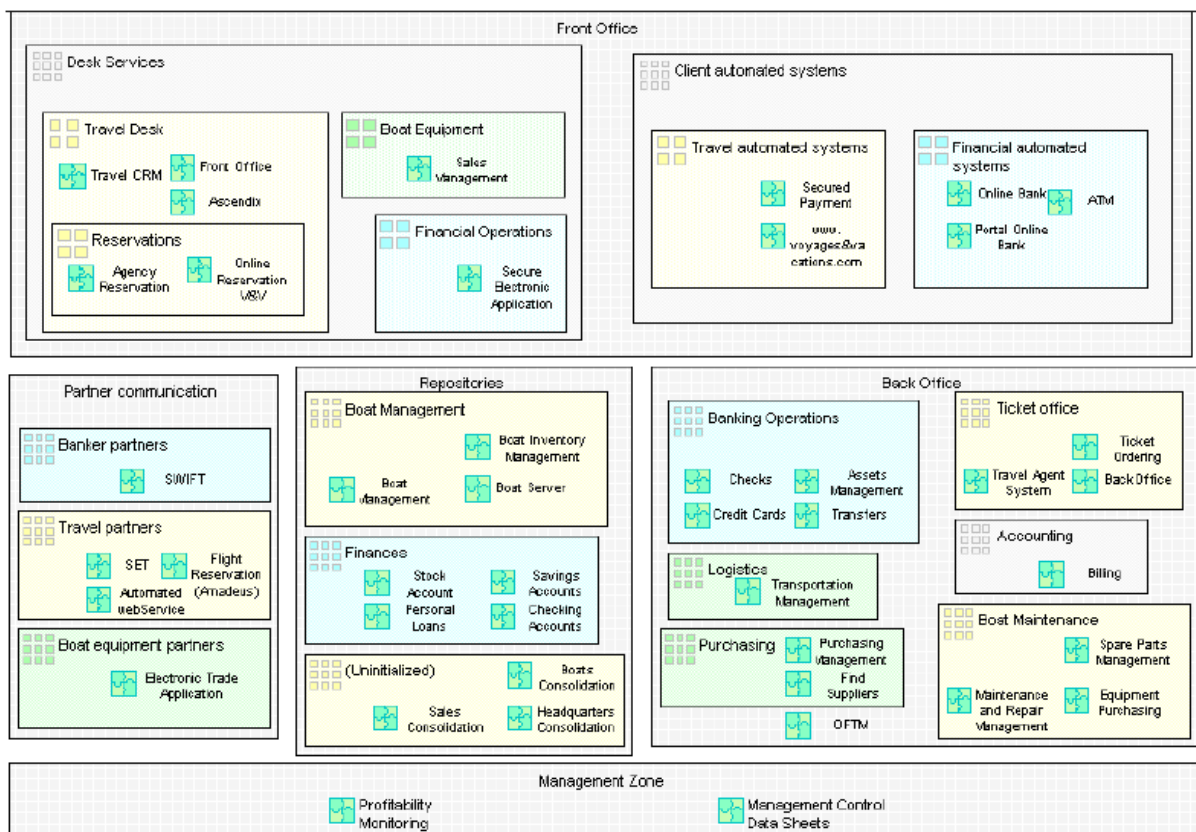 Front Office
Desk Services
Travel Desk
Travel CRM
Front Office
Ascendix
Reservations
Agency
Reservation
Online
Reservation
V&V
Boat Equipment
Sales
Management
Financial Operations
Secure
Electronic
Application
Client automated systems
Travel automated systems
Secured
Payment
www.
voyages&va
cations.com
Financial automated
systems
Online Bank
ATM
Portal Online
Bank
Partner communication
Banker partners
SWIFT
Travel partners
SET
Flight
Reservation
(Amadeus)
Automated
webService
Boat equipment partners
Electronic Trade
Application
Repositories
Boat Management
Boat Inventory
Management
Boat
Management
Boat Server
Finances
Stock
Account
Savings
Accounts
Personal
Loans
Checking
Accounts
(Uninitialized)
Boats
Consolidation
Sales
Consolidation
Headquarters
Consolidation
Back Office
Banking Operations
Checks
Assets
Management
Credit Cards
Transfers
Logistics
Transportation
Management
Purchasing
Purchasing
Management
Find
Suppliers
OFTM
Ticket office
Ticket
Ordering
Travel Agent
System
Back Office
Accounting
Billing
Boat Maintenance
Spare Parts
Management
Maintenance
and Repair
Management
Equipment
Purchasing
Management Zone
Profitability
Monitoring
Management Control
Data Sheets